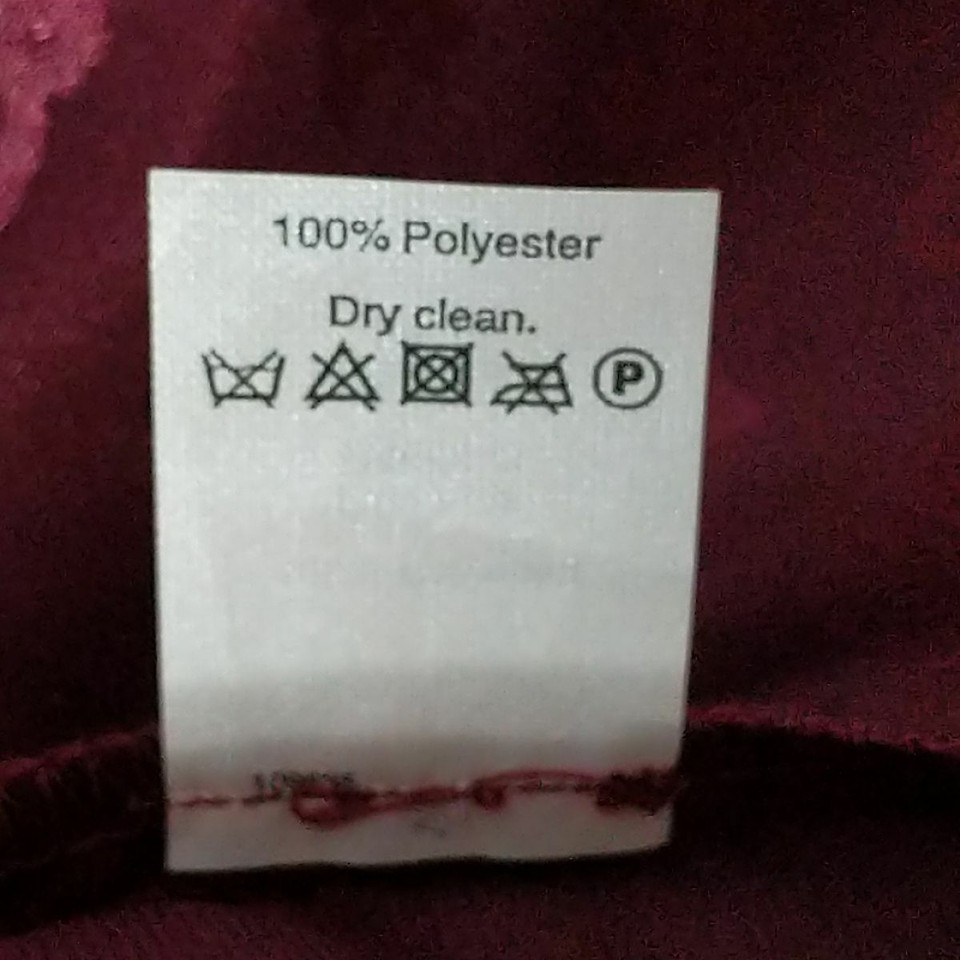 100% Polyester
Dry clean.
P